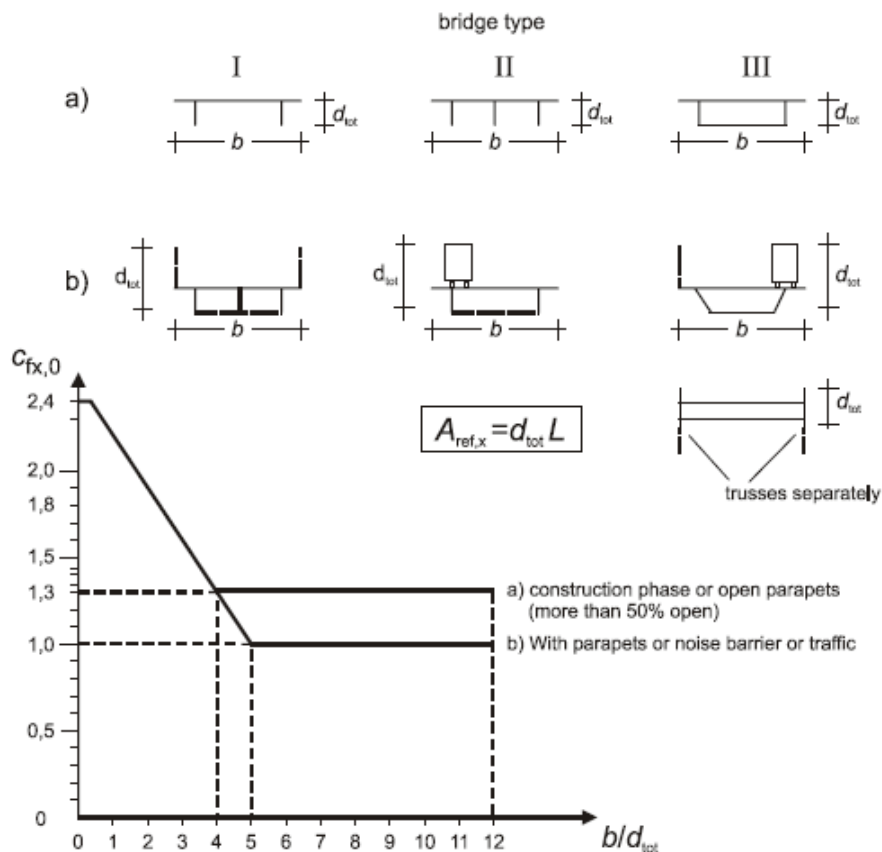 bridge type
I II III
a)
d_tot d_tot d_tot
b b b
b)
d_tot d_tot d_tot
b b b
c_fx,0
2,4
A_ref,x = d_tot L
d_tot
2,0
1,8
trusses separately
1,5
1,3
a) construction phase or open parapets
(more than 50% open)
1,0
b) With parapets or noise barrier or traffic
0,5
0
0 1 2 3 4 5 6 7 8 9 10 11 12
b/d_tot